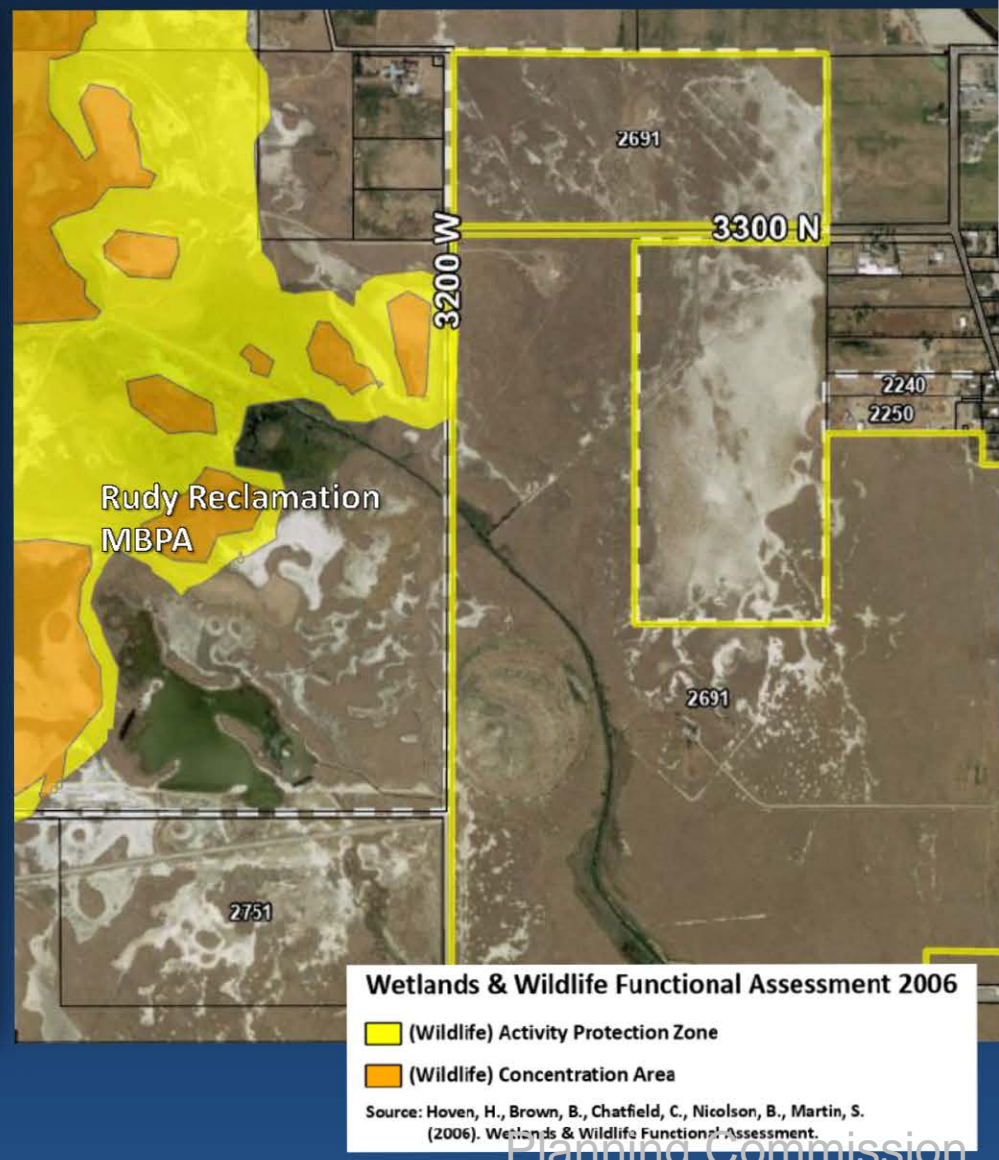 2691
3300 N
3200 W
2240
2250
Rudy Reclamation
MBPA
2691
2751
Wetlands & Wildlife Functional Assessment 2006
(Wildlife) Activity Protection Zone
(Wildlife) Concentration Area
Source: Hoven, H., Brown, B., Chatfield, C., Nicolson, B., Martin, S.
(2006). Wetlands & Wildlife Functional Assessment.
Planning Commission